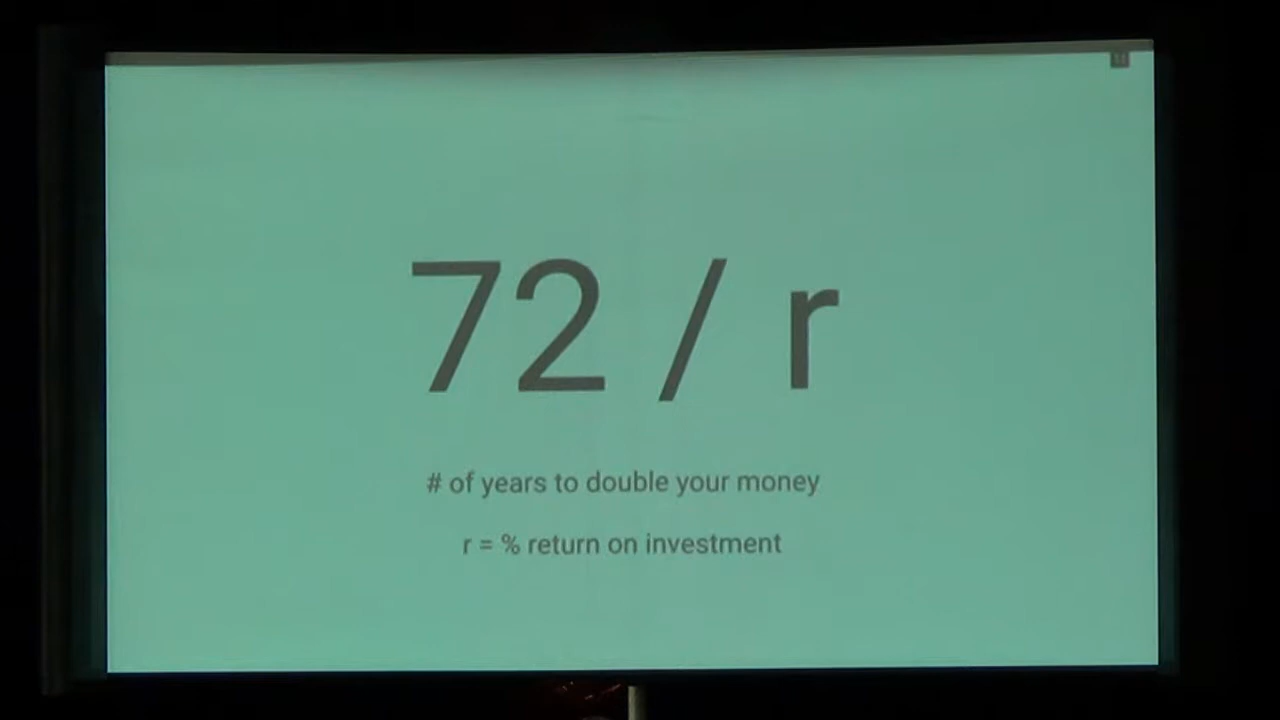 72 / r
# of years to double your money
r = % return on investment